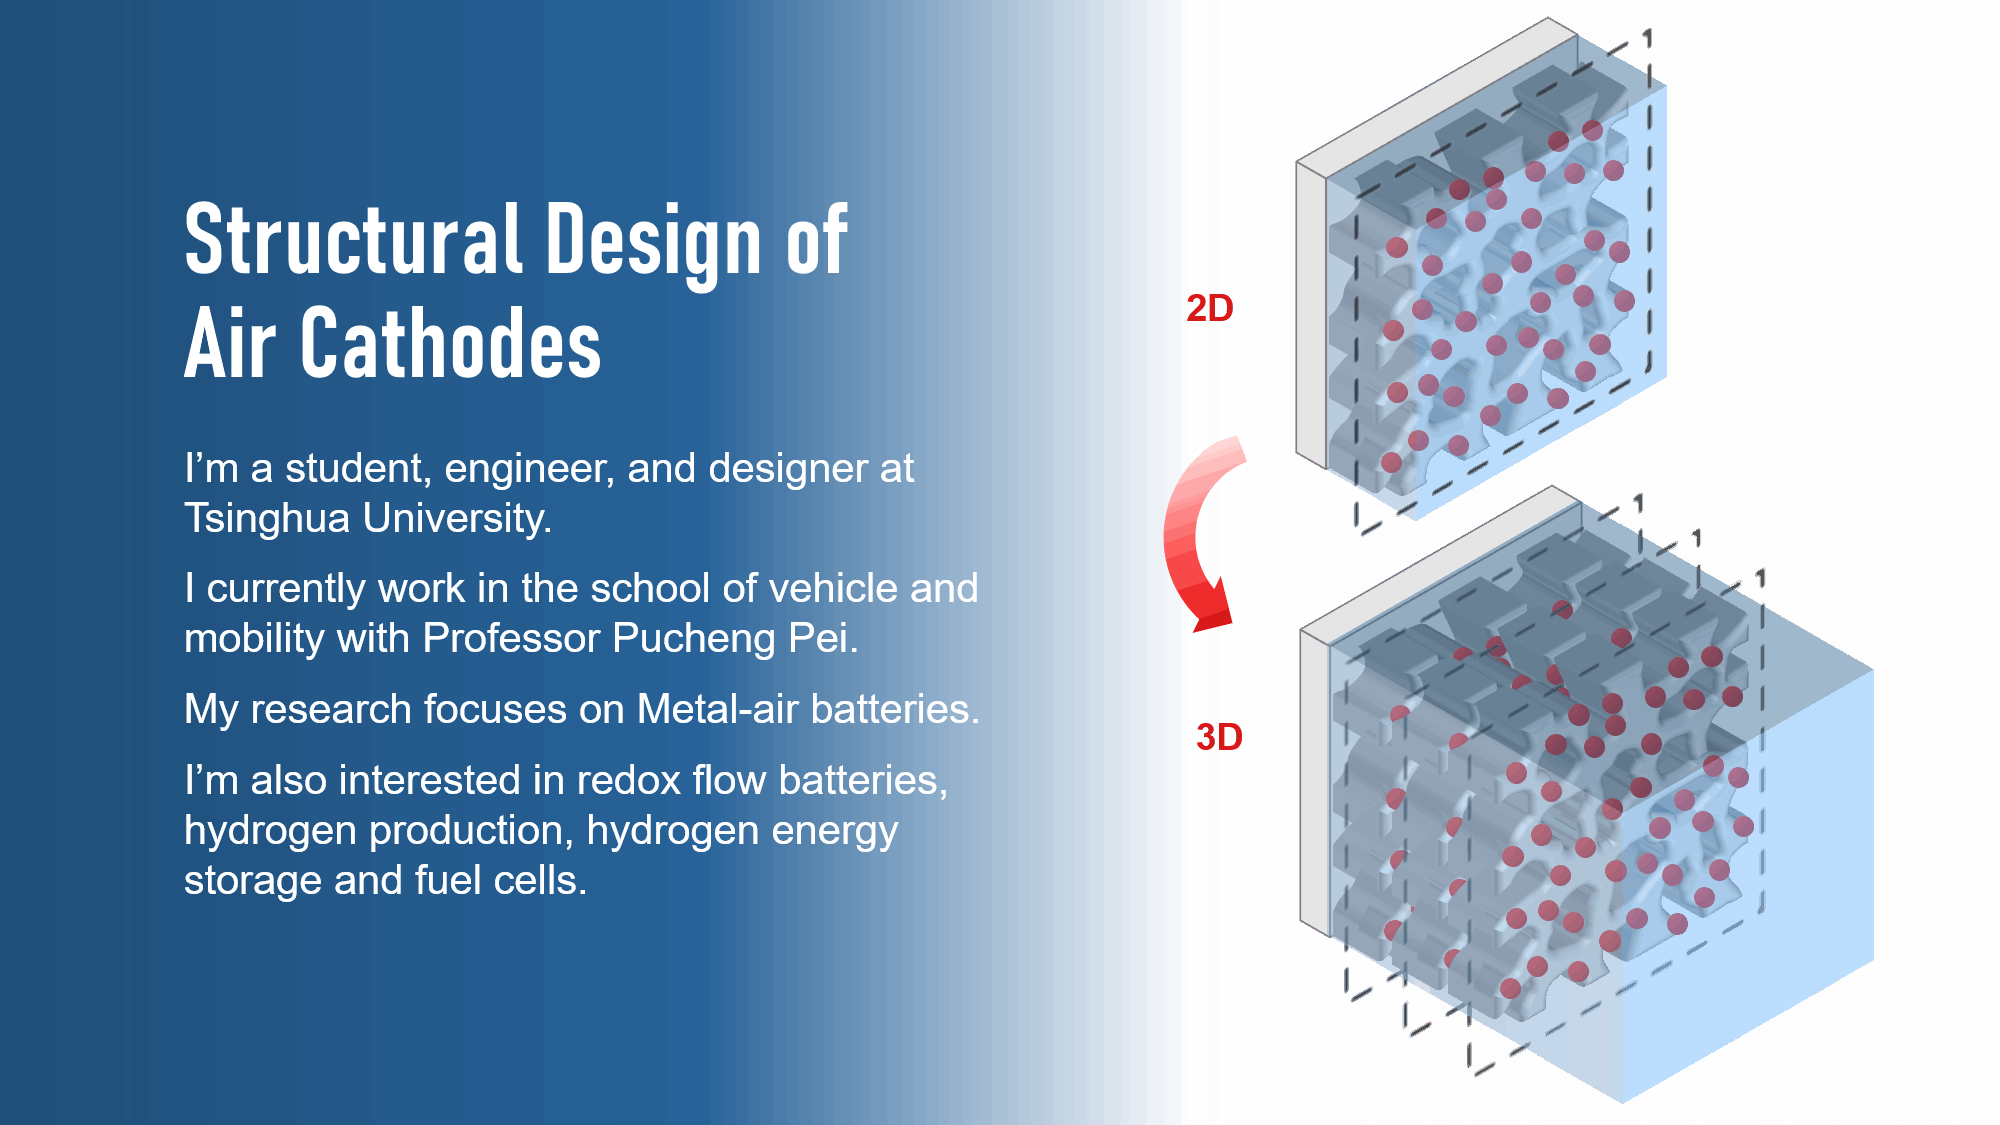 Structural Design of
Air Cathodes
I’m a student, engineer, and designer at
Tsinghua University.
I currently work in the school of vehicle and
mobility with Professor Pucheng Pei.
My research focuses on Metal-air batteries.
I’m also interested in redox flow batteries,
hydrogen production, hydrogen energy
storage and fuel cells.
2D
3D